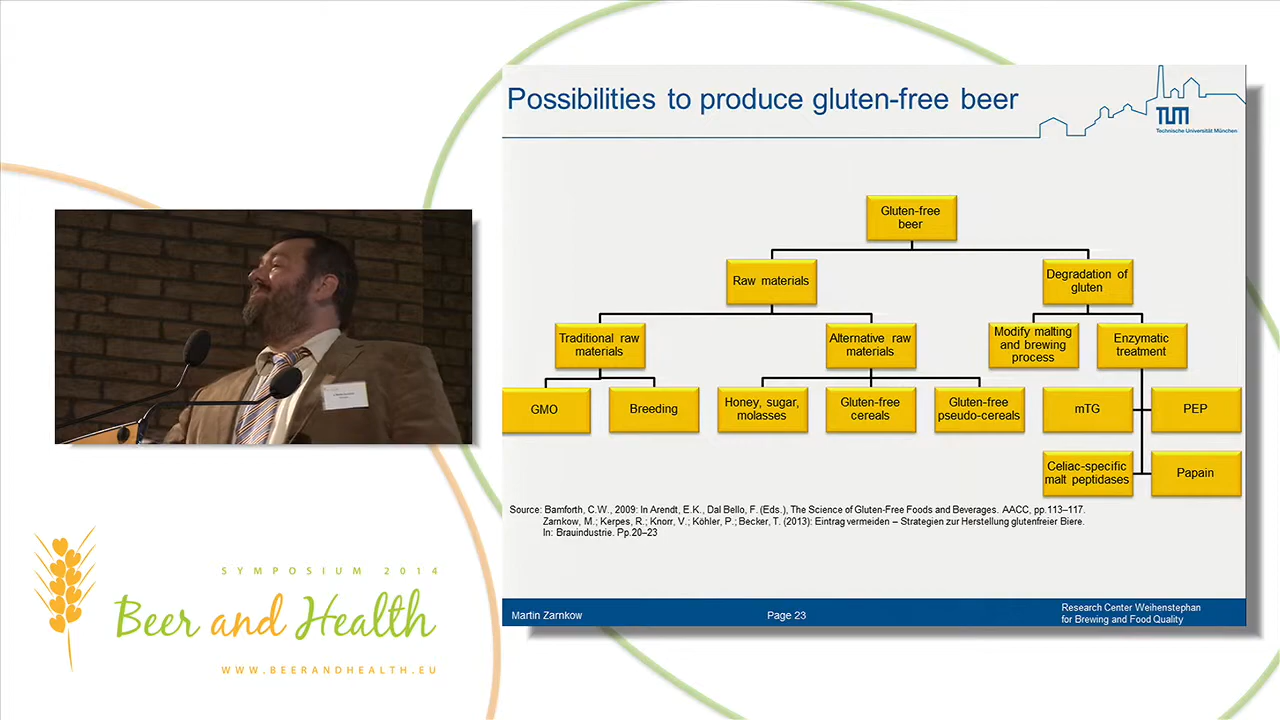 Possibilities to produce gluten-free beer
TUM
Technische Universität München
Gluten-free
beer
Raw materials
Degradation of
gluten
Traditional raw
materials
Alternative raw
materials
Modify malting
and brewing
process
Enzymatic
treatment
GMO
Breeding
Honey, sugar,
molasses
Gluten-free
cereals
Gluten-free
pseudo-cereals
mTG
PEP
Celiac-specific
malt peptidases
Papain
Source: Bamforth, C.W., 2009: In Arendt, E.K., Dal Bello, F. (Eds.), The Science of Gluten-Free Foods and Beverages. AACC, pp.113–117.
Zarnkow, M.; Kerpes, R.; Knorr, V.; Köhler, P.; Becker, T. (2013): Eintrag vermeiden – Strategien zur Herstellung glutenfreier Biere.
In: Brauindustrie. Pp.20–23
Martin Zarnkow
Page 23
Research Center Weihenstephan
for Brewing and Food Quality
SYMPOSIUM 2014
Beer and Health
WWW.BEERANDHEALTH.EU